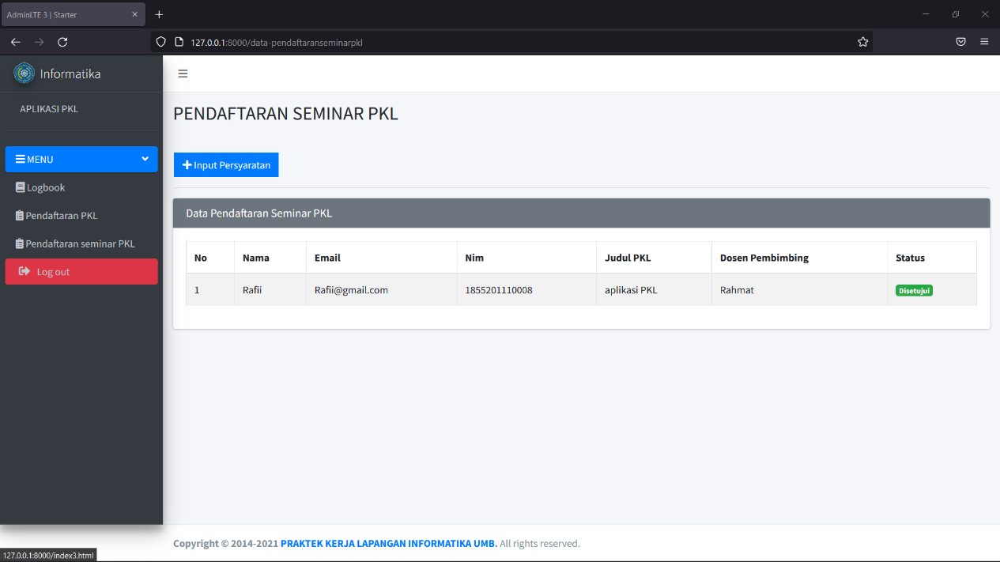 AdminLTE 3 | Starter
127.0.0.1:8000/data-pendaftaranseminarpkl
Informatika
APLIKASI PKL
MENU
Logbook
Pendaftaran PKL
Pendaftaran seminar PKL
Log out
PENDAFTARAN SEMINAR PKL
Input Persyaratan
Data Pendaftaran Seminar PKL
No Nama Email Nim Judul PKL Dosen Pembimbing Status
1 Rafii Rafii@gmail.com 1855201110008 aplikasi PKL Rahmat Disetujui
Copyright © 2014-2021 PRAKTEK KERJA LAPANGAN INFORMATIKA UMB. All rights reserved.
127.0.0.1:8000/index3.html